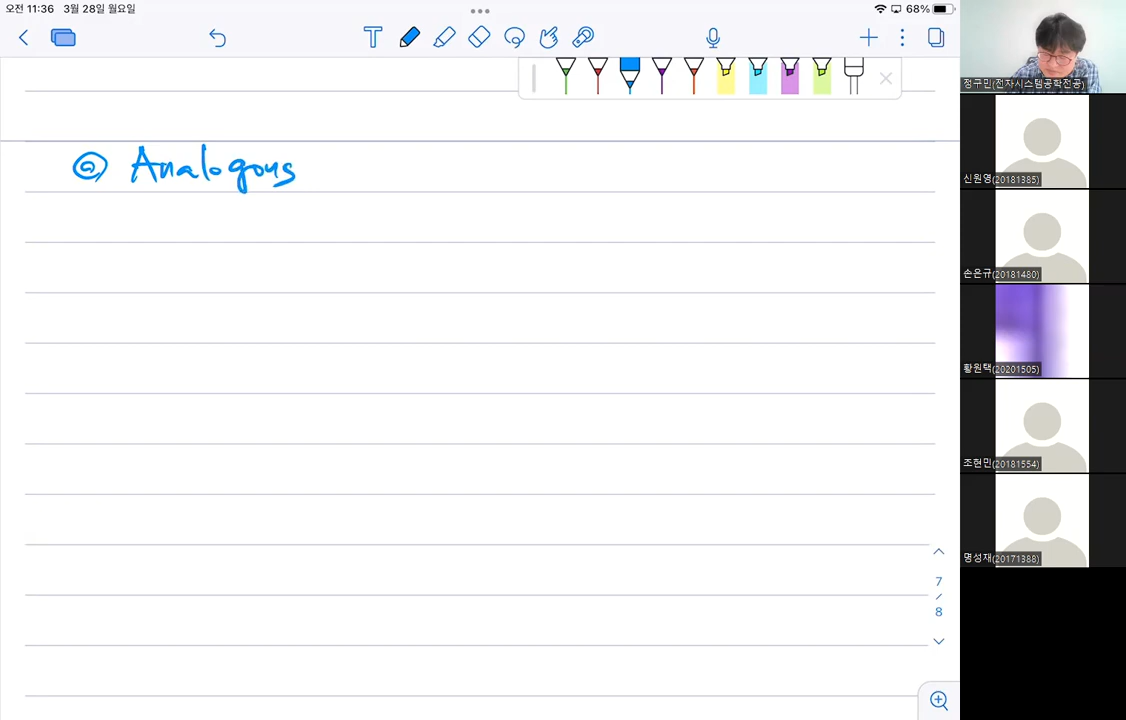 오전 11:36 3월 28일 월요일
68%
T
◎ Analogous
7
/
8
정구민(전자시스템공학전공)
신원영(20181385)
손은규(20181480)
황원택(20201505)
조현민(20181554)
명성재(20171388)